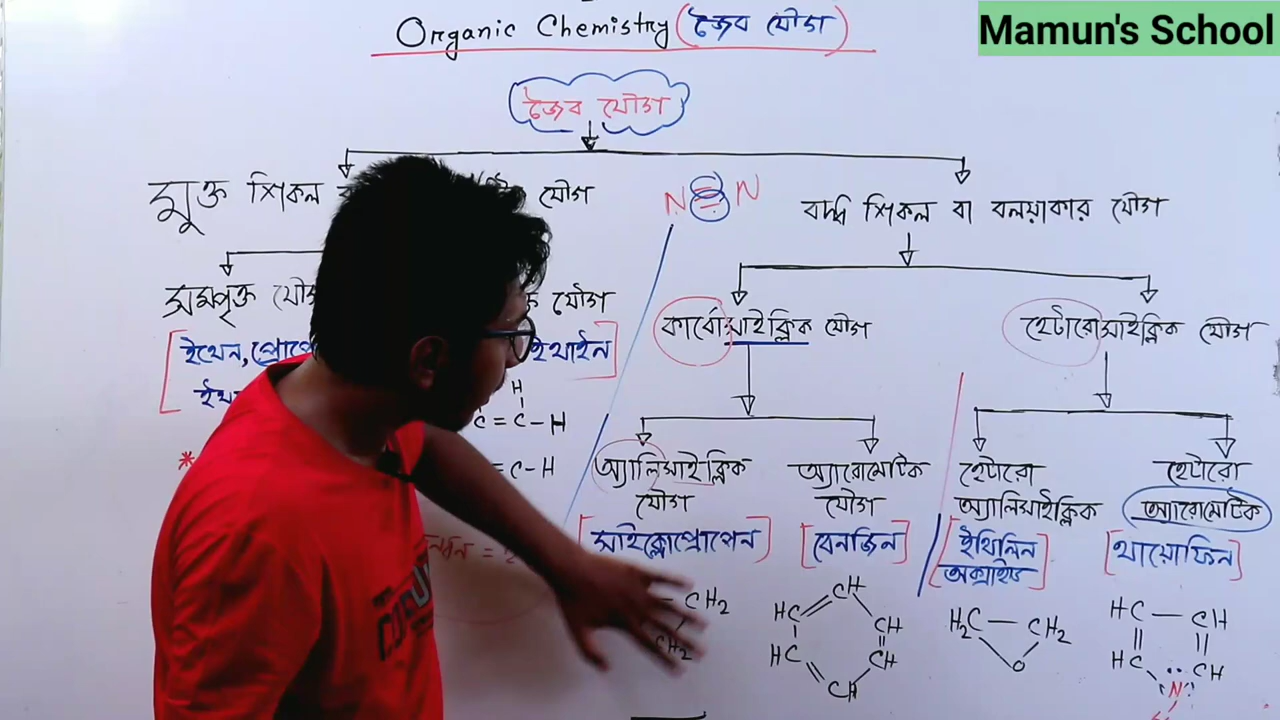 Organic Chemistry (জৈব যৌগ)
Mamun's School
জৈব যৌগ
মুক্ত শিকল যৌগ
N≡N
বদ্ধ শিকল বা বলয়াকার যৌগ
সম্পৃক্ত যৌগ
কার্বোসাইক্লিক যৌগ
হেটারোসাইক্লিক যৌগ
[ইথেন, ইথাইন]
H
C = C - H
* = C - H
অ্যালিসাইক্লিক যৌগ
অ্যারোমেটিক যৌগ
হেটারো অ্যালিসাইক্লিক
হেটারো অ্যারোমেটিক
[সাইক্লোপ্রোপেন]
[বেনজিন]
[ইথিলিন অক্সাইড]
[থায়োফিন]
CH2
CH2
CH
HC CH
HC CH
CH
H2C — CH2
O
HC — CH
HC CH
N